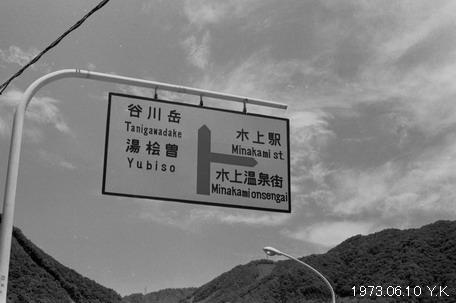 谷川岳
Tanigawadake
湯桧曽
Yubiso
水上駅
Minakami st.
水上温泉街
Minakamionsengai
1973.06.10 Y.K